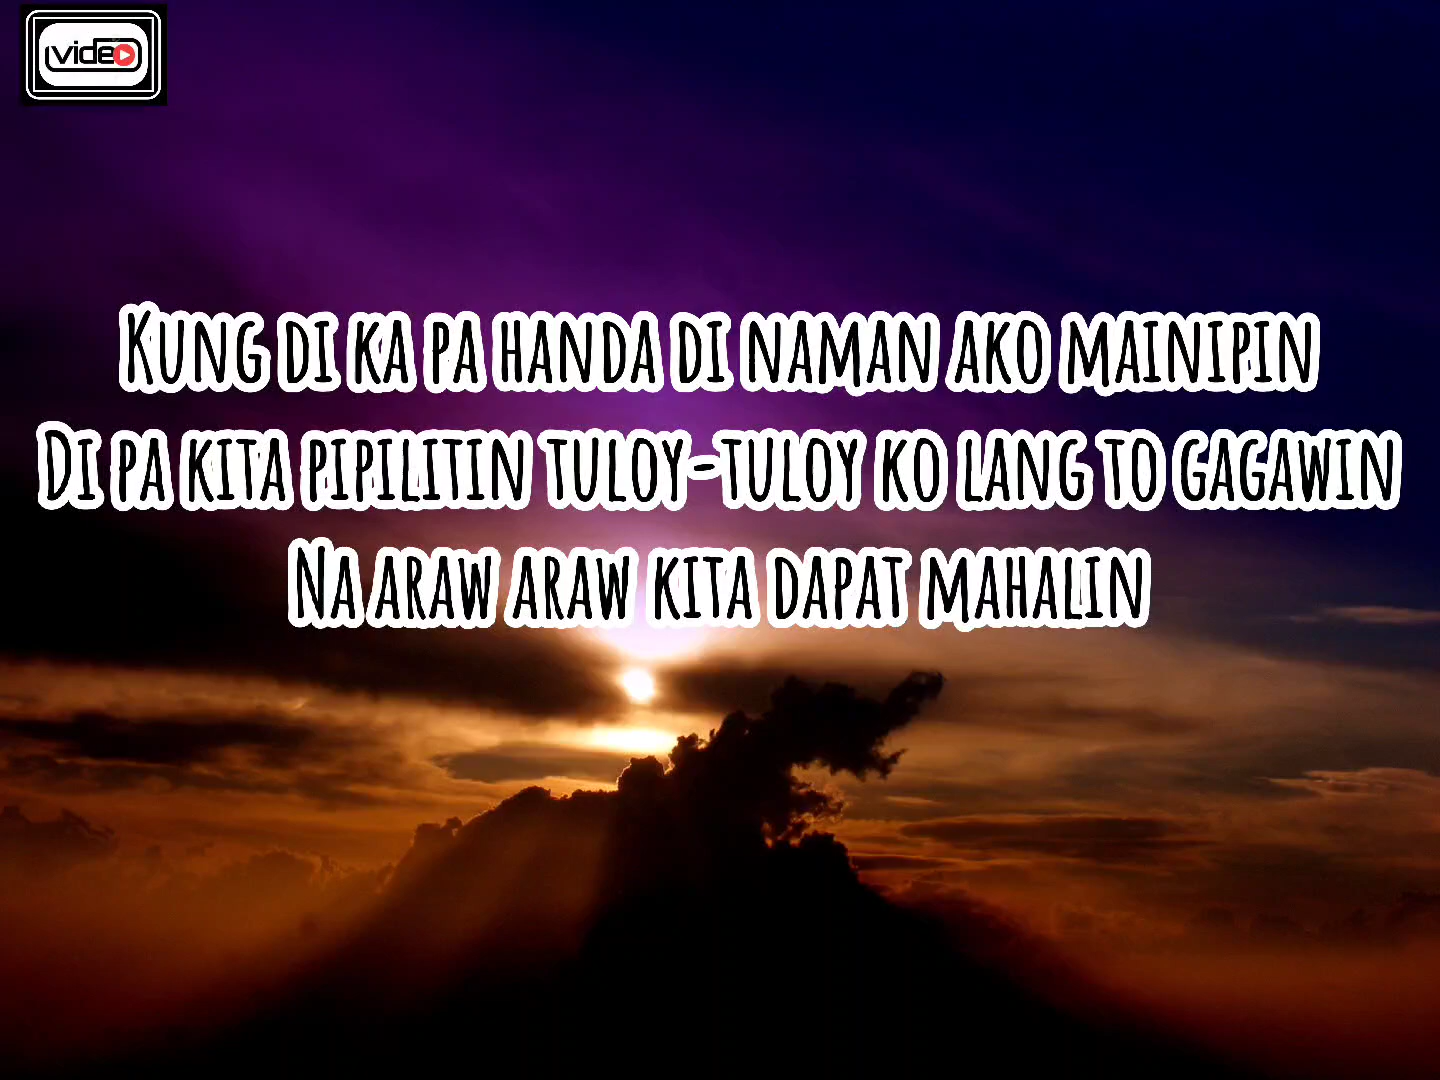 video
Kung di ka pa handa di naman ako mainipin
Di pa kita pipilitin tuloy-tuloy ko lang to gagawin
Na araw araw kita dapat mahalin